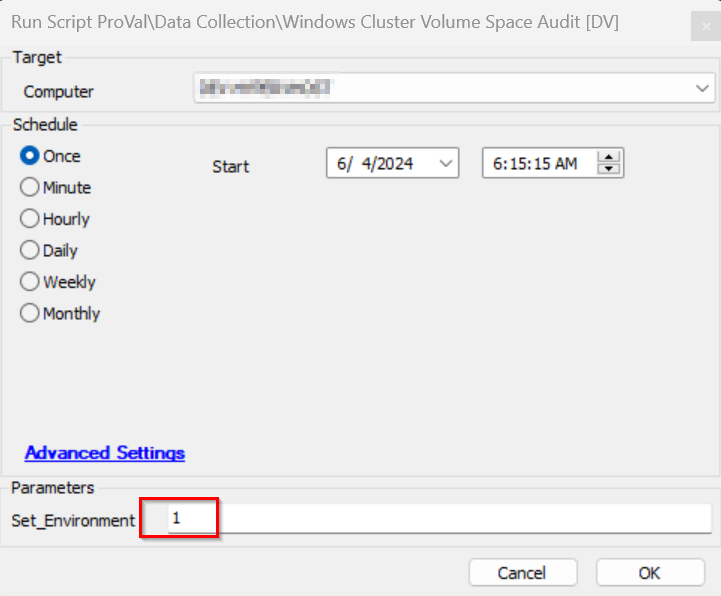 Run Script ProVal\Data Collection\Windows Cluster Volume Space Audit [DV]
Target
Computer
Schedule
Once
Start 6/ 4/2024 6:15:15 AM
Minute
Hourly
Daily
Weekly
Monthly
Advanced Settings
Parameters
Set_Environment 1
Cancel OK